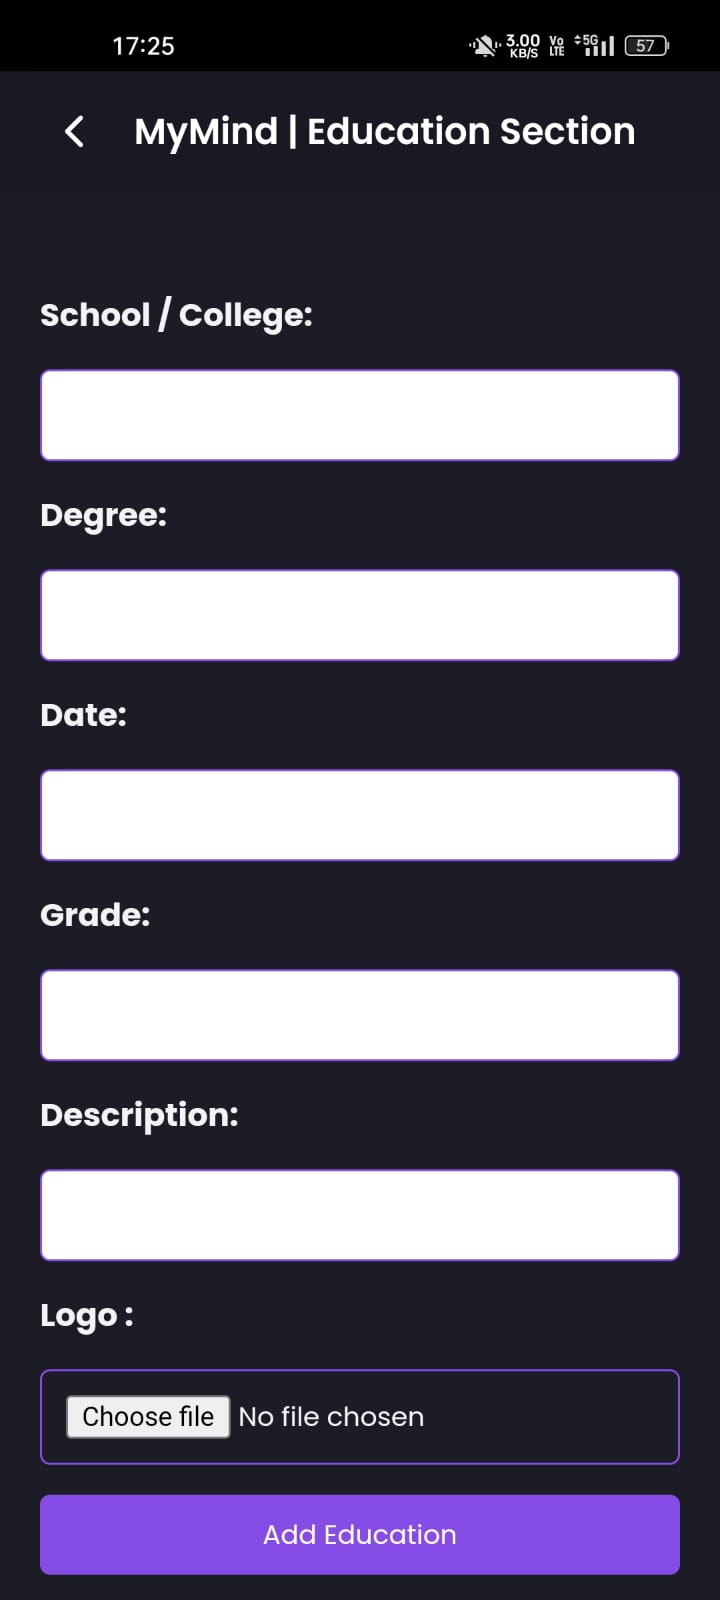 17:25
3.00 KB/S
Vo LTE
5G
57
MyMind | Education Section
School / College:
Degree:
Date:
Grade:
Description:
Logo :
Choose file No file chosen
Add Education